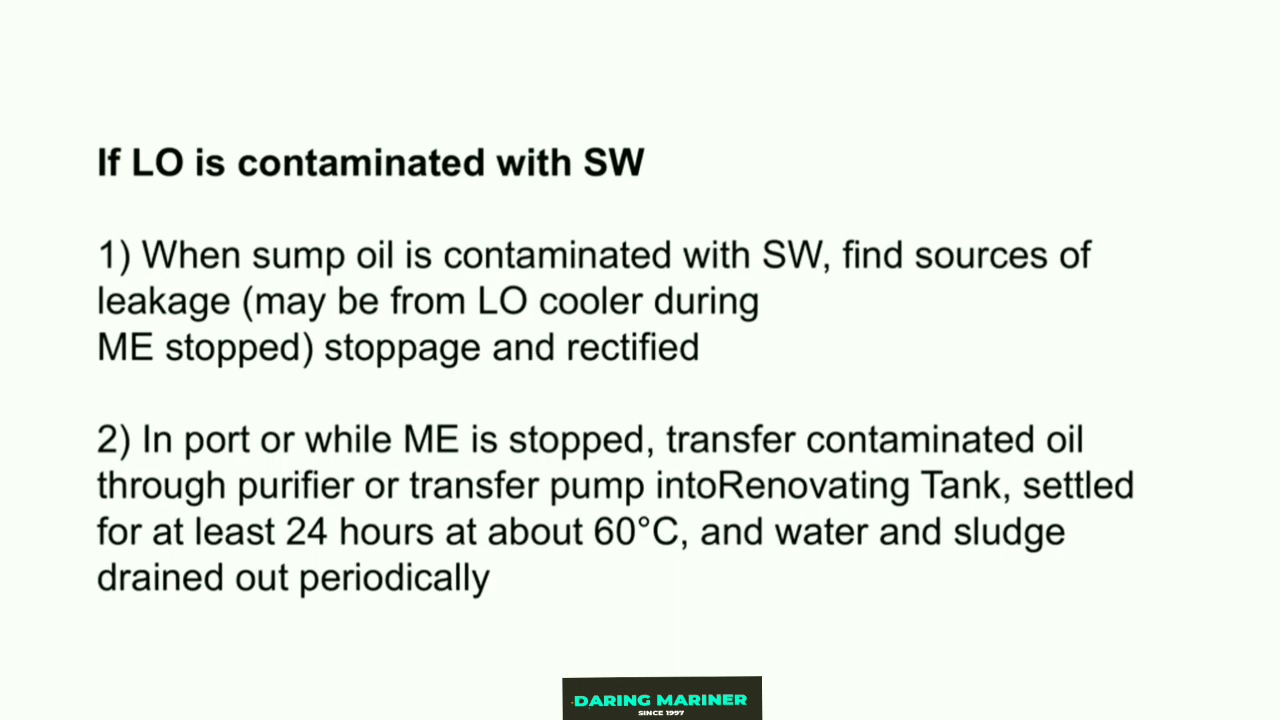 If LO is contaminated with SW
1) When sump oil is contaminated with SW, find sources of
leakage (may be from LO cooler during
ME stopped) stoppage and rectified
2) In port or while ME is stopped, transfer contaminated oil
through purifier or transfer pump intoRenovating Tank, settled
for at least 24 hours at about 60°C, and water and sludge
drained out periodically
DARING MARINER
SINCE 1997